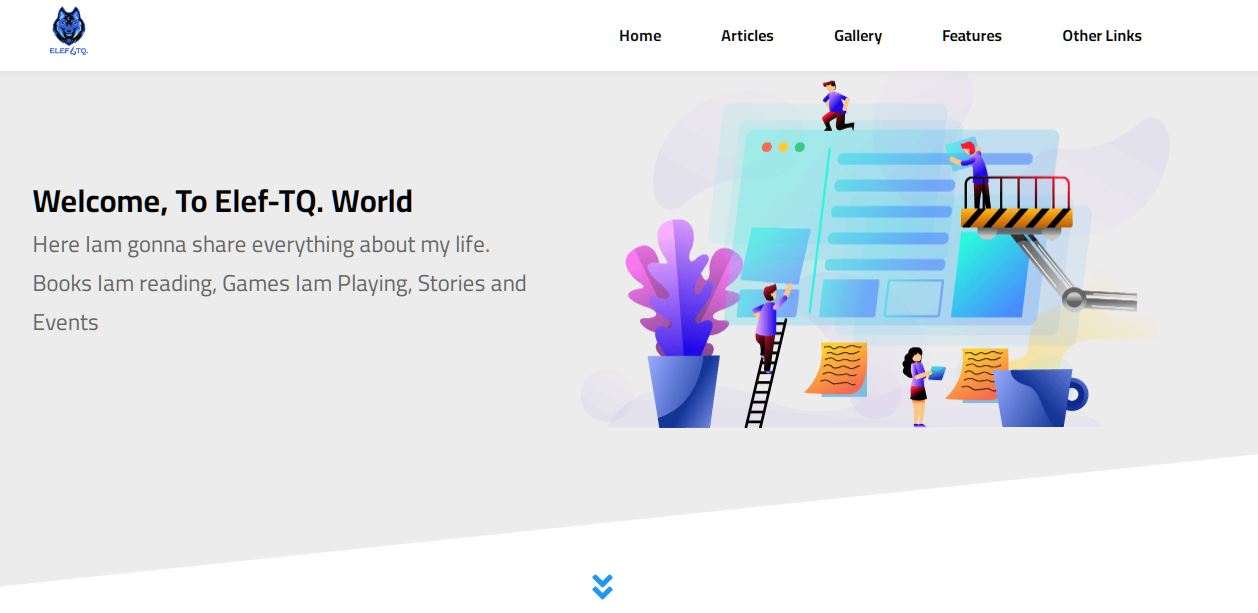 ELEF TQ.
Home
Articles
Gallery
Features
Other Links
Welcome, To Elef-TQ. World
Here Iam gonna share everything about my life.
Books Iam reading, Games Iam Playing, Stories and
Events